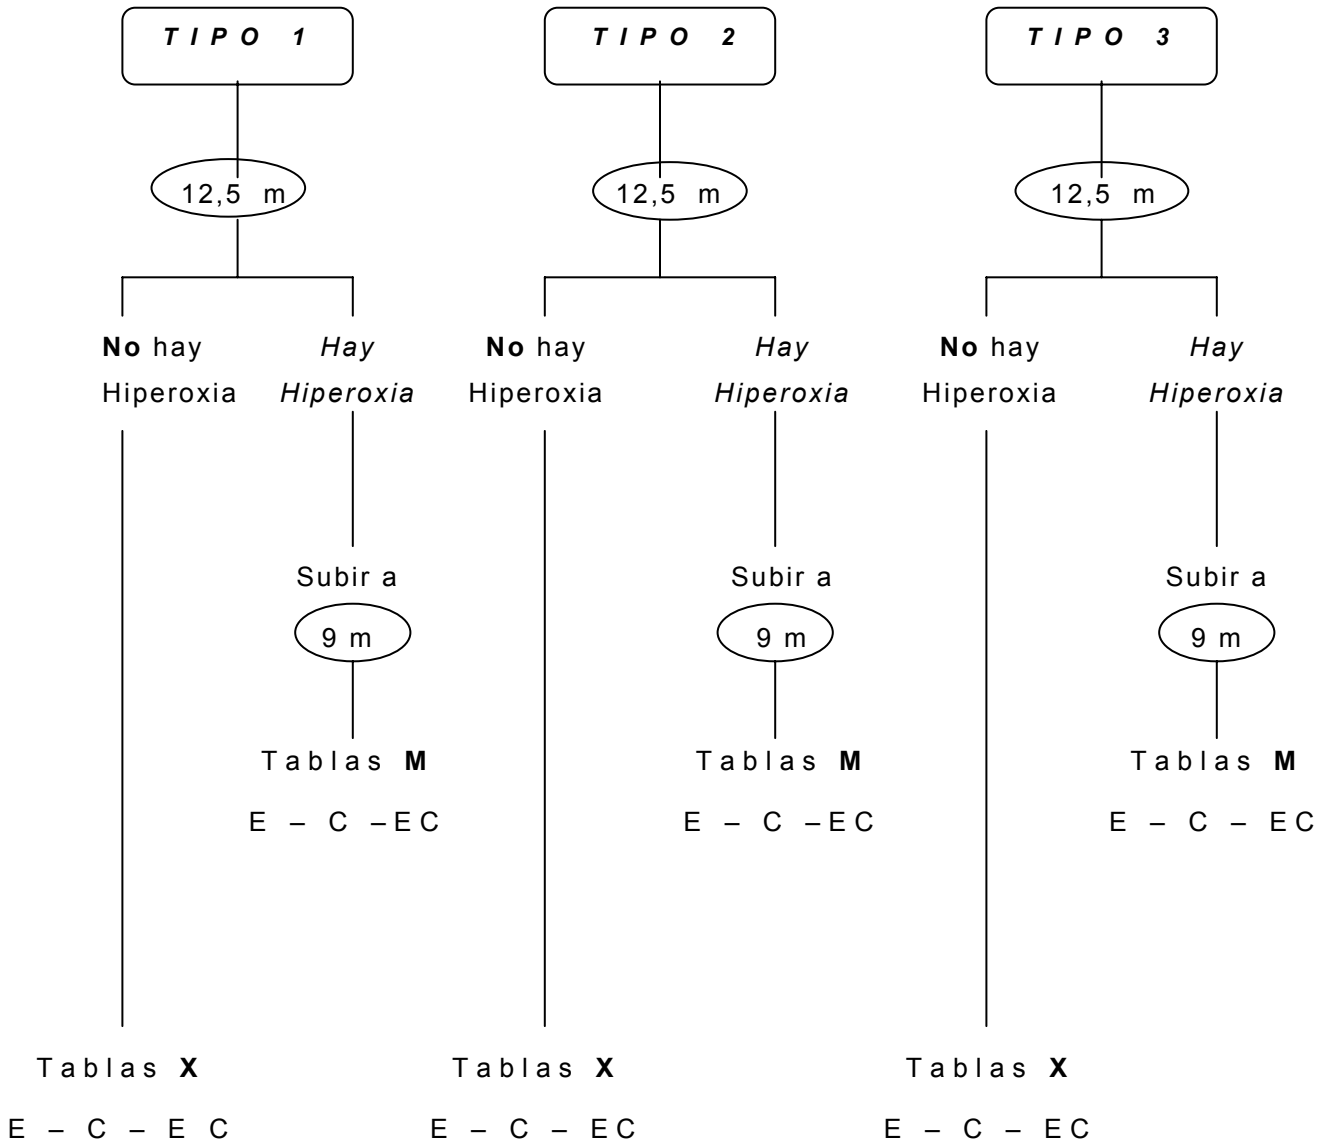 TIPO 1 TIPO 2 TIPO 3
12,5 m 12,5 m 12,5 m
No hay Hay No hay Hay No hay Hay
Hiperoxia Hiperoxia Hiperoxia Hiperoxia Hiperoxia Hiperoxia
Subir a Subir a Subir a
9 m 9 m 9 m
Tablas M Tablas M Tablas M
E – C –EC E – C –EC E – C – EC
Tablas X Tablas X Tablas X
E – C – E C E – C – EC E – C – EC